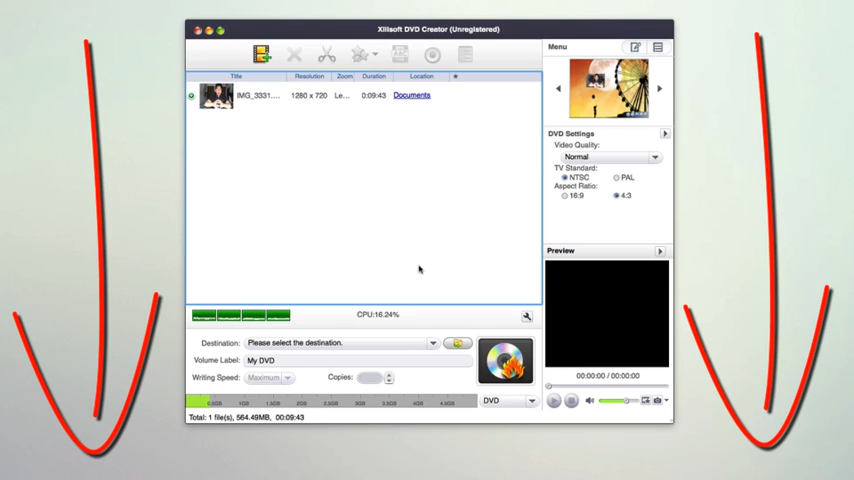 Xilisoft DVD Creator (Unregistered)
Title Resolution Zoom Duration Location ★
IMG_3331.... 1280 x 720 Le... 0:09:43 Documents
CPU:16.24%
Destination: Please select the destination.
Volume Label: My DVD
Writing Speed: Maximum Copies:
0.5GB 1GB 1.5GB 2GB 2.5GB 3GB 3.5GB 4GB 4.5GB DVD
Total: 1 file(s), 564.49MB, 00:09:43
Menu
DVD Settings
Video Quality:
Normal
TV Standard:
NTSC PAL
Aspect Ratio:
16:9 4:3
Preview
00:00:00 / 00:00:00